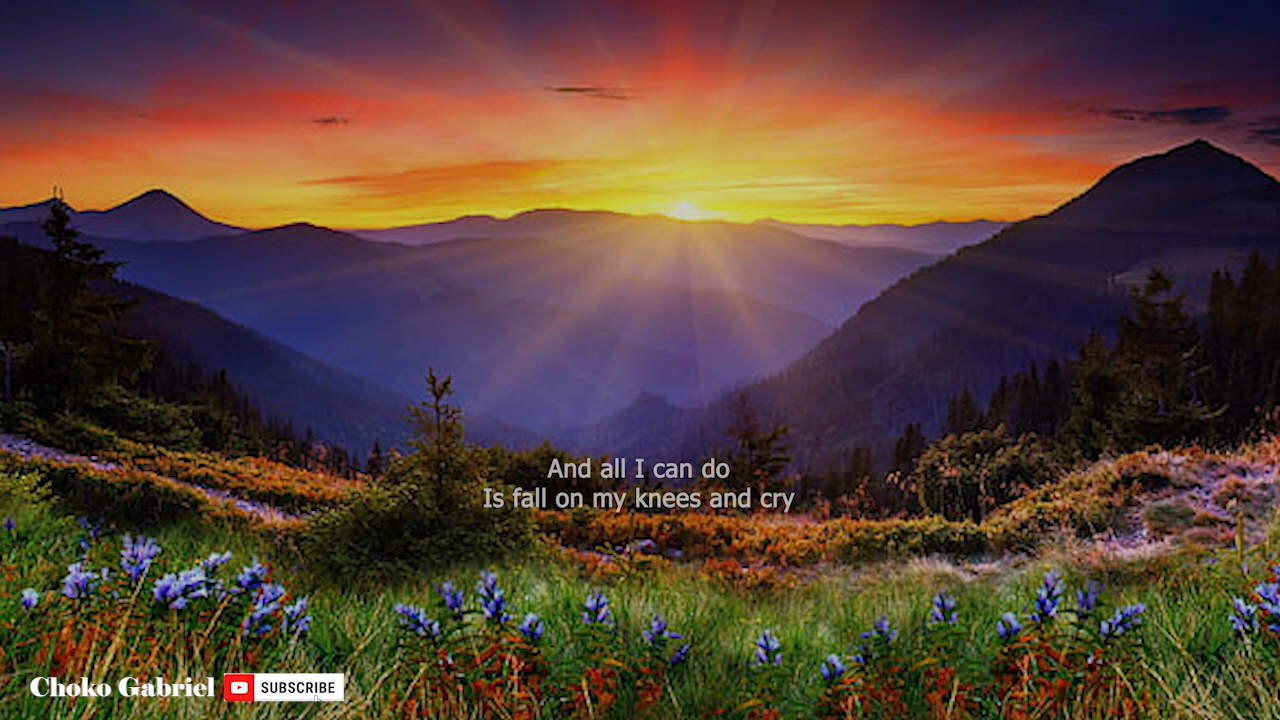 And all I can do
Is fall on my knees and cry
Choko Gabriel
SUBSCRIBE